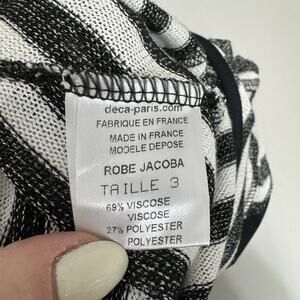 deca-paris.com
FABRIQUE EN FRANCE
MADE IN FRANCE
MODELE DEPOSE
ROBE JACOBA
TAILLE 3
69% VISCOSE
VISCOSE
27% POLYESTER
POLYESTER